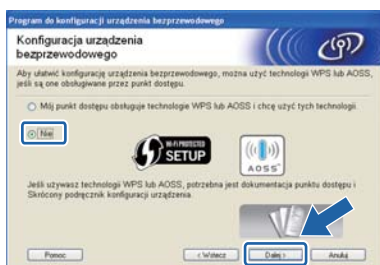 Program do konfiguracji urządzenia bezprzewodowego
Konfiguracja urządzenia
bezprzewodowego
Aby ułatwić konfigurację urządzenia bezprzewodowego, można użyć technologii WPS lub AOSS,
jeśli są one obsługiwane przez punkt dostępu.
Mój punkt dostępu obsługuje technologie WPS lub AOSS i chcę użyć tych technologii.
Nie
WI-FI PROTECTED
SETUP
AOSS
Jeśli używasz technologii WPS lub AOSS, potrzebna jest dokumentacja punktu dostępu i
Skrócony podręcznik konfiguracji urządzenia.
Pomoc
< Wstecz
Dalej >
Anuluj